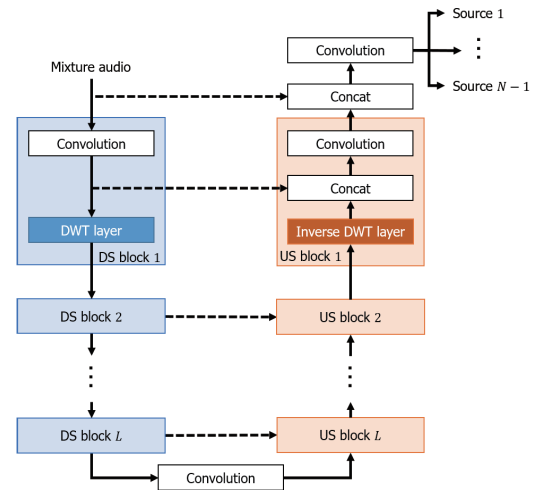 Mixture audio
Convolution
DWT layer
DS block 1
DS block 2
⋮
DS block L
Convolution
US block L
⋮
US block 2
US block 1
Inverse DWT layer
Concat
Convolution
Concat
Convolution
Source 1
⋮
Source N − 1